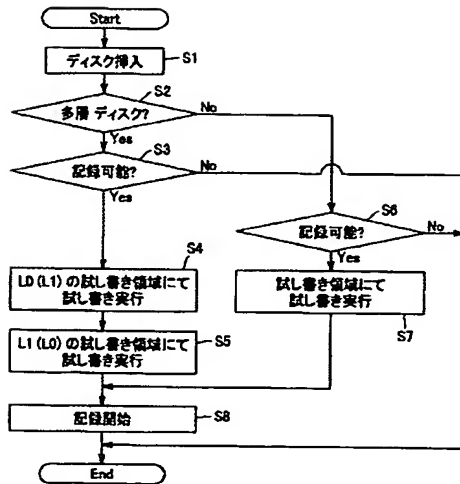 Start
ディスク挿入
S1
多層 ディスク?
S2
No
Yes
記録可能?
S3
No
Yes
記録可能?
S6
No
Yes
L0(L1)の試し書き領域にて
試し書き実行
S4
試し書き領域にて
試し書き実行
S7
L1(L0)の試し書き領域にて
試し書き実行
S5
記録開始
S8
End